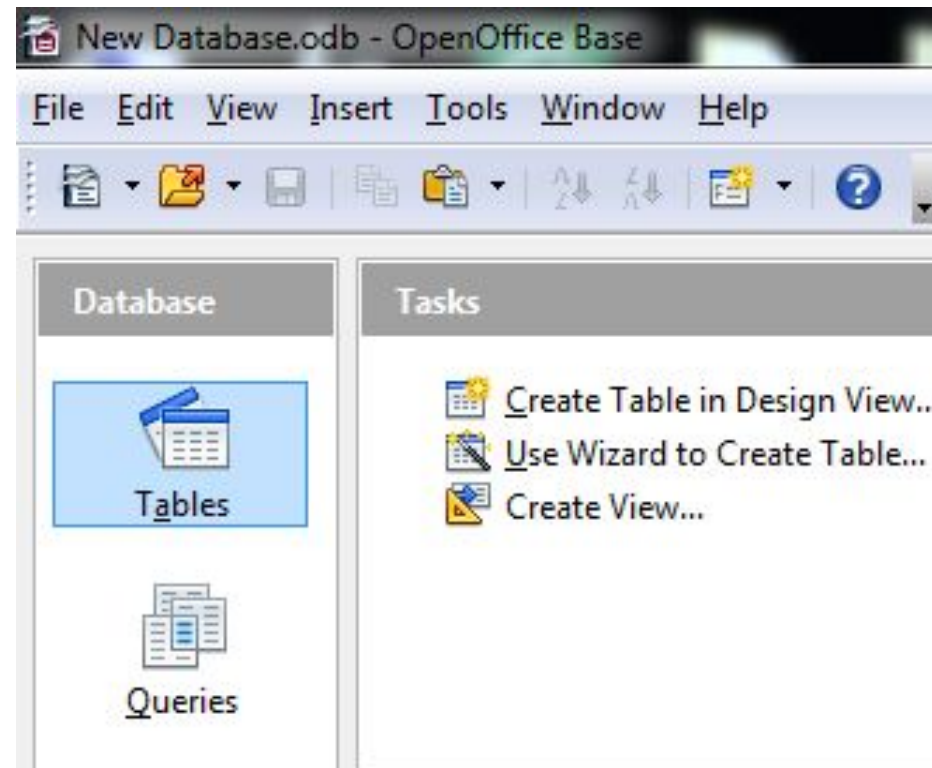 New Database.odb - OpenOffice Base
File Edit View Insert Tools Window Help
Database
Tables
Queries
Tasks
Create Table in Design View..
Use Wizard to Create Table...
Create View...